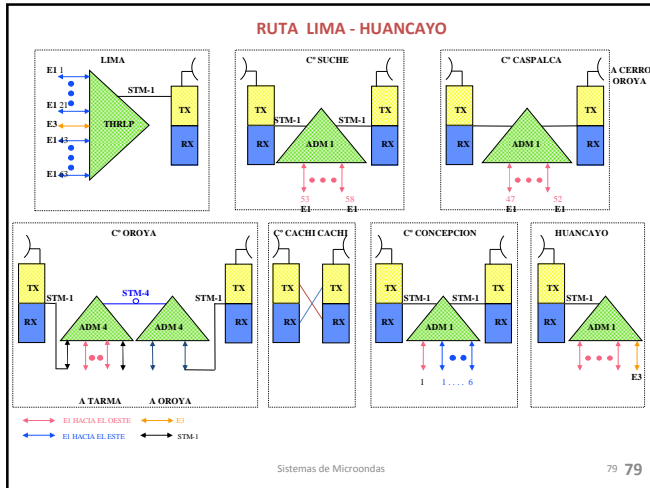 RUTA LIMA - HUANCAYO
LIMA
E1 1
E1 21
E3
E1 43
E1 63
THRLP
STM-1
TX
RX
Cº SUCHE
TX
RX
STM-1
STM-1
ADM 1
TX
RX
53
58
E1
E1
Cº CASPALCA
TX
RX
ADM 1
TX
RX
47
52
E1
E1
A CERRO
OROYA
Cº OROYA
TX
RX
STM-1
STM-4
STM-1
ADM 4
ADM 4
TX
RX
A TARMA
A OROYA
Cº CACHI CACHI
TX
RX
TX
RX
Cº CONCEPCION
TX
RX
STM-1
STM-1
ADM 1
TX
RX
1
1 . . . . 6
HUANCAYO
TX
RX
STM-1
ADM 1
E3
E1 HACIA EL OESTE
E3
E1 HACIA EL ESTE
STM-1
Sistemas de Microondas
79 79